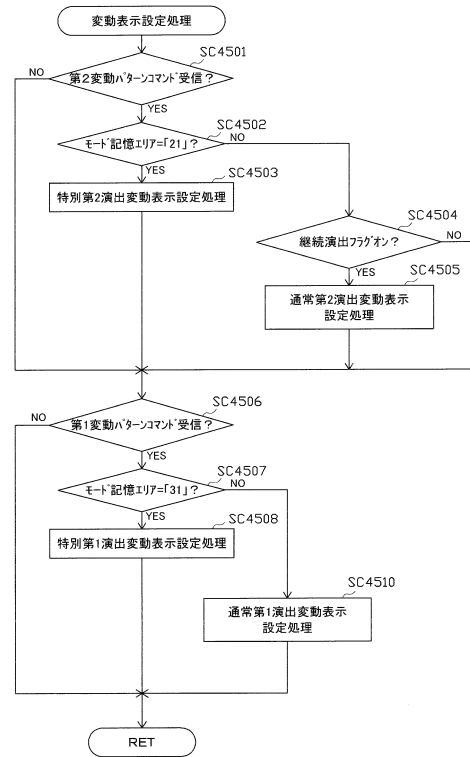 変動表示設定処理
SC4501
NO
第2変動パターンコマンド受信?
YES
SC4502
モード記憶エリア=「21」?
NO
YES
SC4503
特別第2演出変動表示設定処理
SC4504
継続演出フラグオン?
NO
YES
SC4505
通常第2演出変動表示
設定処理
SC4506
NO
第1変動パターンコマンド受信?
YES
SC4507
モード記憶エリア=「31」?
NO
YES
SC4508
特別第1演出変動表示設定処理
SC4510
通常第1演出変動表示
設定処理
RET